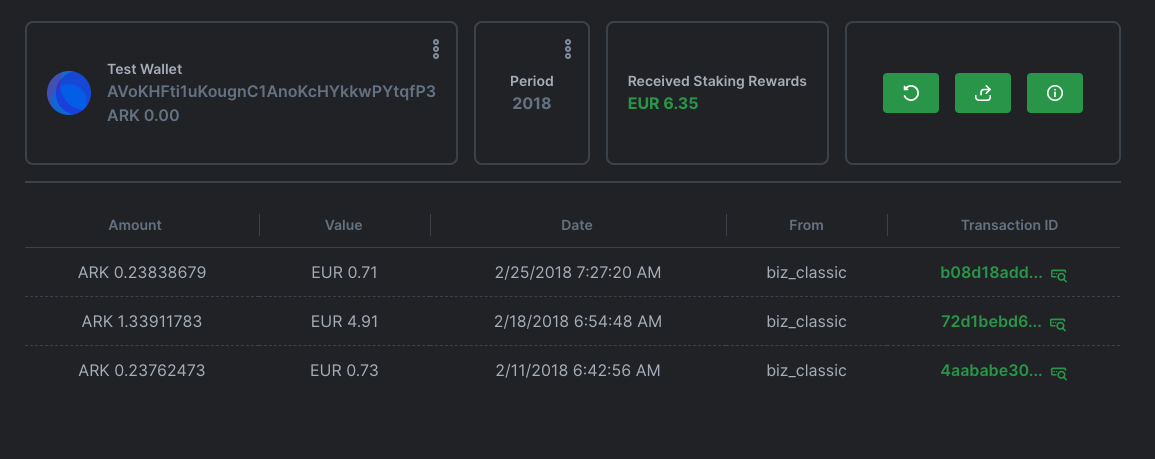 Test Wallet
AVoKHFti1uKougnC1AnoKcHYkkwPYtqfP3
ARK 0.00
Period
2018
Received Staking Rewards
EUR 6.35
Amount Value Date From Transaction ID
ARK 0.23838679 EUR 0.71 2/25/2018 7:27:20 AM biz_classic b08d18add...
ARK 1.33911783 EUR 4.91 2/18/2018 6:54:48 AM biz_classic 72d1bebd6...
ARK 0.23762473 EUR 0.73 2/11/2018 6:42:56 AM biz_classic 4aababe30...